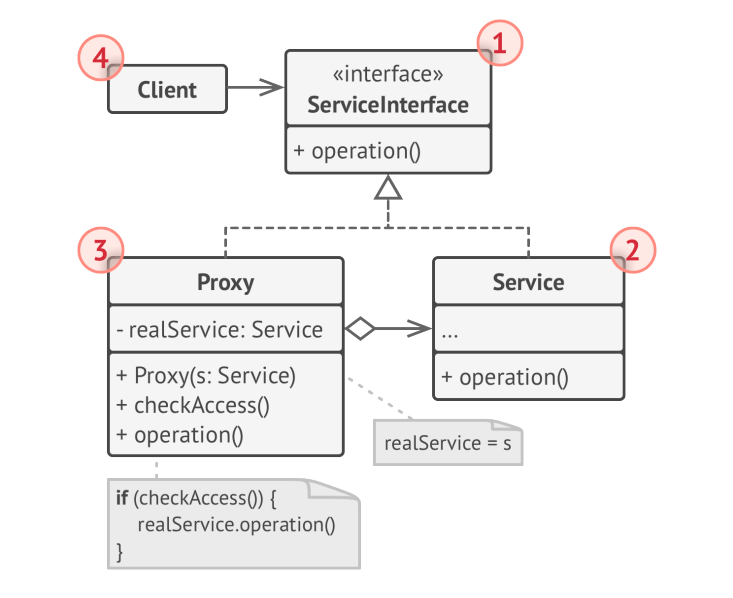 4
Client
1
«interface»
ServiceInterface
+ operation()
3
Proxy
- realService: Service
+ Proxy(s: Service)
+ checkAccess()
+ operation()
2
Service
...
+ operation()
realService = s
if (checkAccess()) {
realService.operation()
}